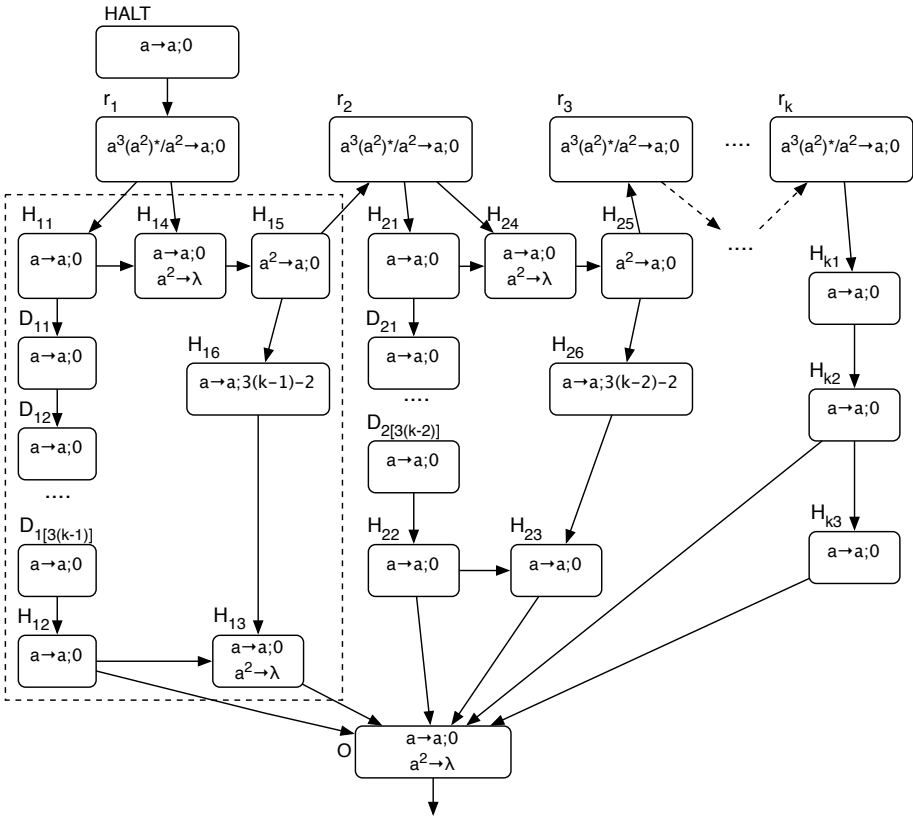 HALT
a→a;0
r₁ r₂ r₃ rₖ
a³(a²)*/a²→a;0 a³(a²)*/a²→a;0 a³(a²)*/a²→a;0 .... a³(a²)*/a²→a;0
H₁₁ H₁₄ H₁₅ H₂₁ H₂₄ H₂₅
a→a;0 a→a;0 a²→a;0 a→a;0 a→a;0 a²→a;0 ....
a²→λ a²→λ
Hₖ₁
a→a;0
D₁₁ D₂₁
a→a;0 a→a;0
H₁₆ H₂₆
a→a;3(k−1)−2 a→a;3(k−2)−2
....
Hₖ₂
a→a;0
D₁₂
a→a;0
....
D₂[3(k-2)]
a→a;0
Hₖ₃
a→a;0
D₁[3(k-1)]
a→a;0
H₂₂ H₂₃
a→a;0 a→a;0
H₁₂ H₁₃
a→a;0 a→a;0
a²→λ
O
a→a;0
a²→λ